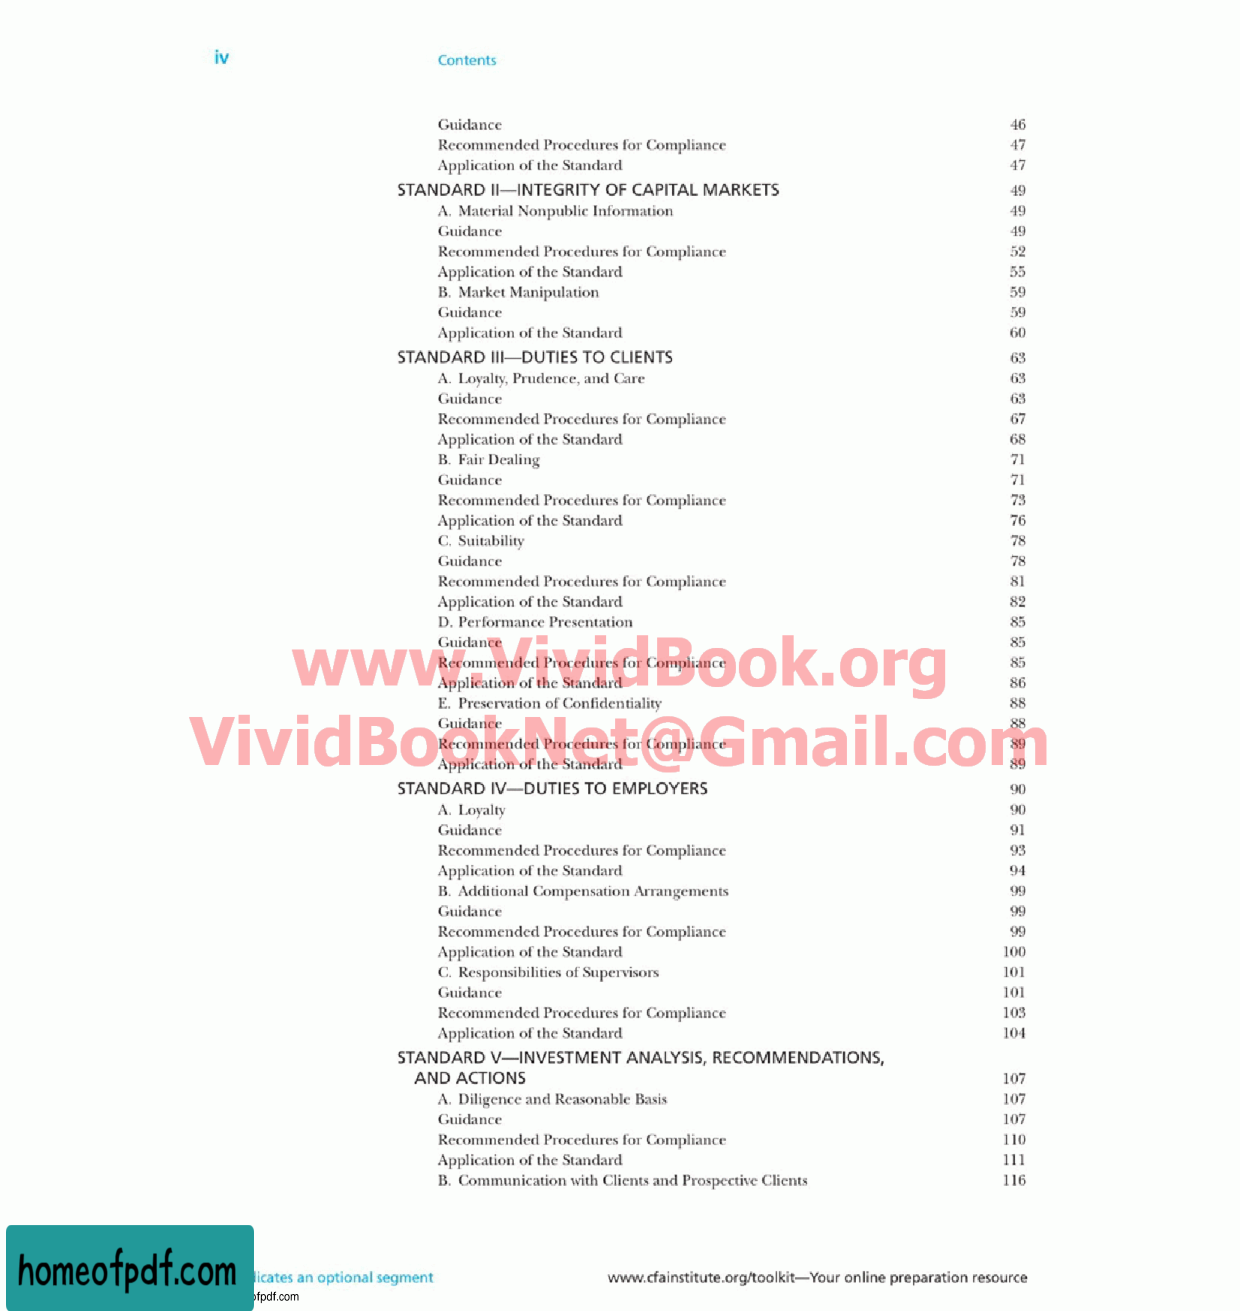 iv Contents
Guidance 46
Recommended Procedures for Compliance 47
Application of the Standard 47
STANDARD II—INTEGRITY OF CAPITAL MARKETS 49
A. Material Nonpublic Information 49
Guidance 49
Recommended Procedures for Compliance 52
Application of the Standard 55
B. Market Manipulation 59
Guidance 59
Application of the Standard 60
STANDARD III—DUTIES TO CLIENTS 63
A. Loyalty, Prudence, and Care 63
Guidance 63
Recommended Procedures for Compliance 67
Application of the Standard 68
B. Fair Dealing 71
Guidance 71
Recommended Procedures for Compliance 73
Application of the Standard 76
C. Suitability 78
Guidance 78
Recommended Procedures for Compliance 81
Application of the Standard 82
D. Performance Presentation 85
Guidance 85
www.VividBook.org
Recommended Procedures for Compliance 85
Application of the Standard 86
E. Preservation of Confidentiality 88
Guidance 88
VividBookNet@Gmail.com
Recommended Procedures for Compliance 89
Application of the Standard 89
STANDARD IV—DUTIES TO EMPLOYERS 90
A. Loyalty 90
Guidance 91
Recommended Procedures for Compliance 93
Application of the Standard 94
B. Additional Compensation Arrangements 99
Guidance 99
Recommended Procedures for Compliance 99
Application of the Standard 100
C. Responsibilities of Supervisors 101
Guidance 101
Recommended Procedures for Compliance 103
Application of the Standard 104
STANDARD V—INVESTMENT ANALYSIS, RECOMMENDATIONS,
AND ACTIONS 107
A. Diligence and Reasonable Basis 107
Guidance 107
Recommended Procedures for Compliance 110
Application of the Standard 111
B. Communication with Clients and Prospective Clients 116
homeofpdf.com
an optional segment www.cfainstitute.org/toolkit—Your online preparation resource